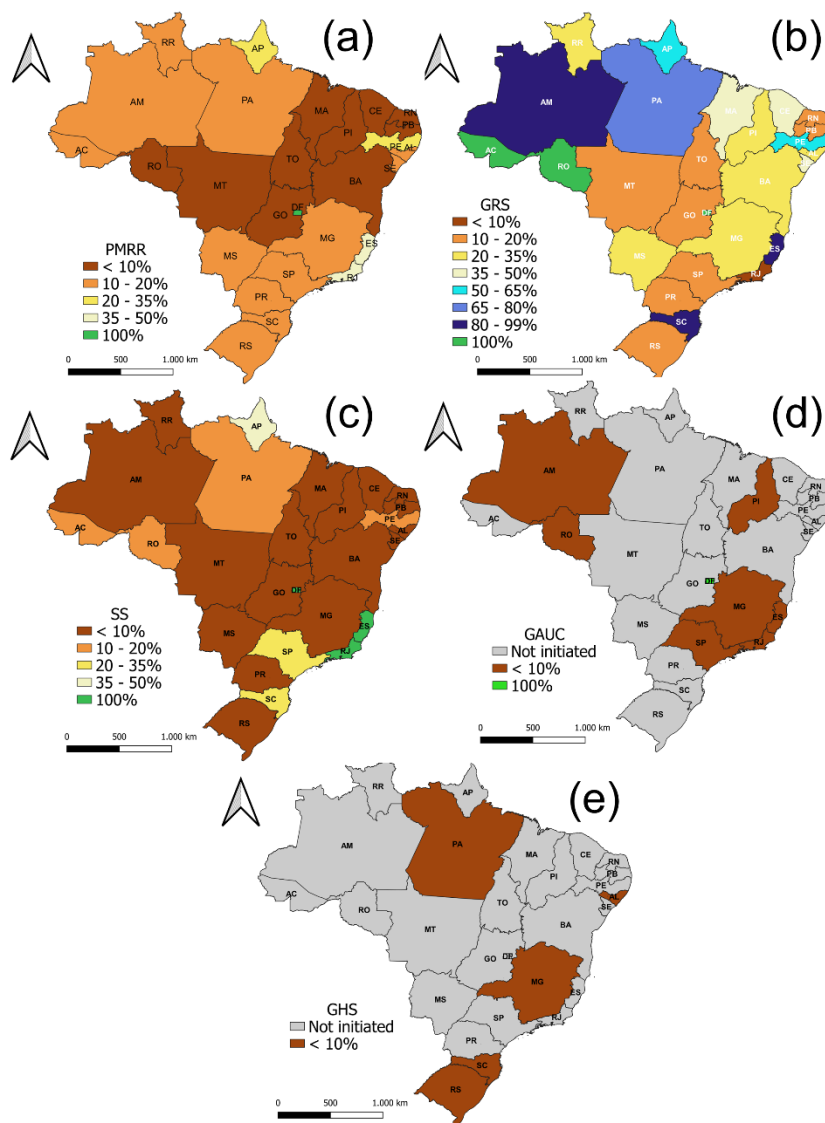 (a)
RR
AP
AM
PA
MA
CE
RN
PB
PI
PE
AL
SE
AC
RO
TO
BA
MT
GO
DF
MG
ES
MS
SP
RJ
PR
SC
RS
PMRR
< 10%
10 - 20%
20 - 35%
35 - 50%
100%
0 500 1.000 km
(b)
RR
AP
AM
PA
MA
CE
RN
PB
PI
PE
AC
RO
TO
BA
MT
GO
DF
MG
ES
MS
SP
RJ
PR
SC
RS
GRS
< 10%
10 - 20%
20 - 35%
35 - 50%
50 - 65%
65 - 80%
80 - 99%
100%
0 500 1.000 km
(c)
RR
AP
AM
PA
MA
CE
RN
PB
PI
PE
AL
SE
AC
RO
TO
BA
MT
GO
DF
MG
ES
MS
SP
RJ
PR
SC
RS
SS
< 10%
10 - 20%
20 - 35%
35 - 50%
100%
0 500 1.000 km
(d)
RR
AP
AM
PA
MA
CE
RN
PB
PI
PE
AL
SE
AC
RO
TO
BA
MT
GO
DF
MG
ES
MS
SP
RJ
PR
SC
RS
GAUC
Not initiated
< 10%
100%
0 500 1.000 km
(e)
RR
AP
AM
PA
MA
CE
RN
PB
PI
PE
AL
SE
AC
RO
TO
BA
MT
GO
DF
MG
ES
MS
SP
RJ
PR
SC
RS
GHS
Not initiated
< 10%
0 500 1.000 km